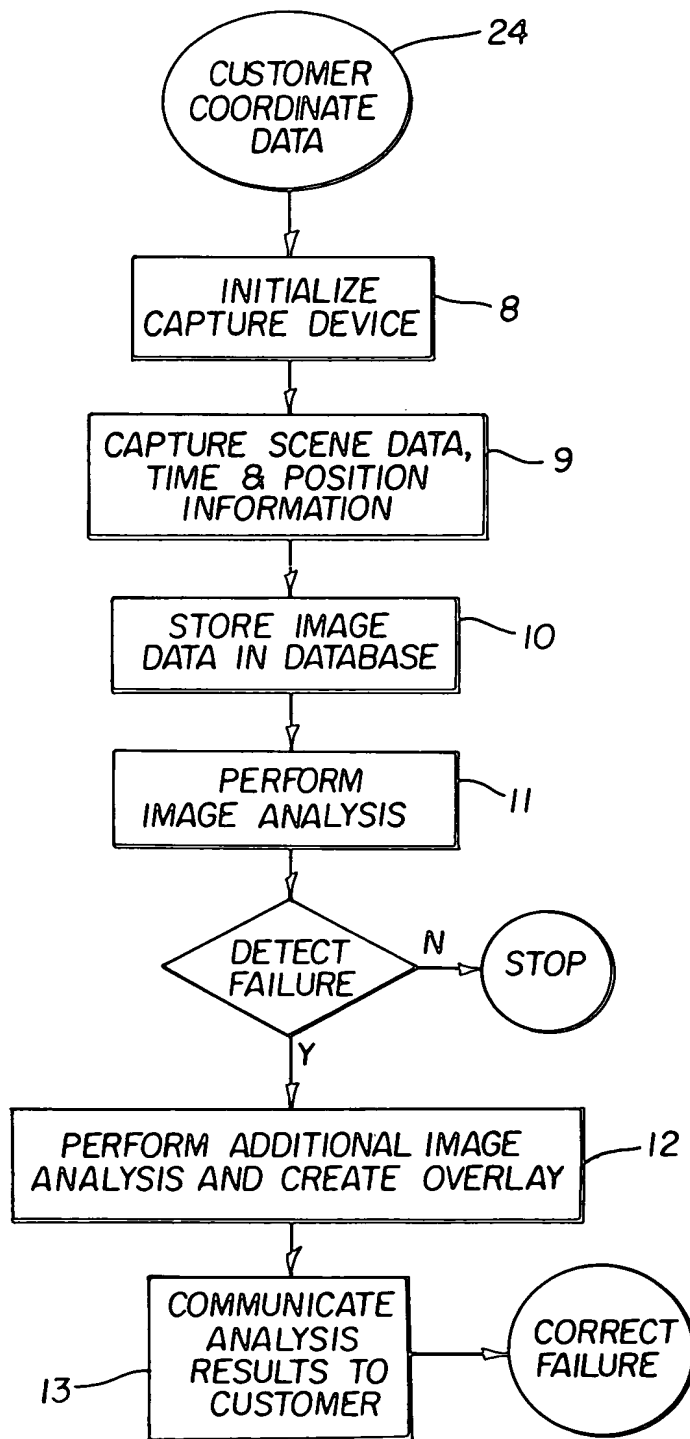 24
CUSTOMER
COORDINATE
DATA
INITIALIZE
CAPTURE DEVICE
8
CAPTURE SCENE DATA,
TIME & POSITION
INFORMATION
9
STORE IMAGE
DATA IN DATABASE
10
PERFORM
IMAGE ANALYSIS
11
DETECT
FAILURE
N
STOP
Y
PERFORM ADDITIONAL IMAGE
ANALYSIS AND CREATE OVERLAY
12
COMMUNICATE
ANALYSIS
RESULTS TO
CUSTOMER
13
CORRECT
FAILURE